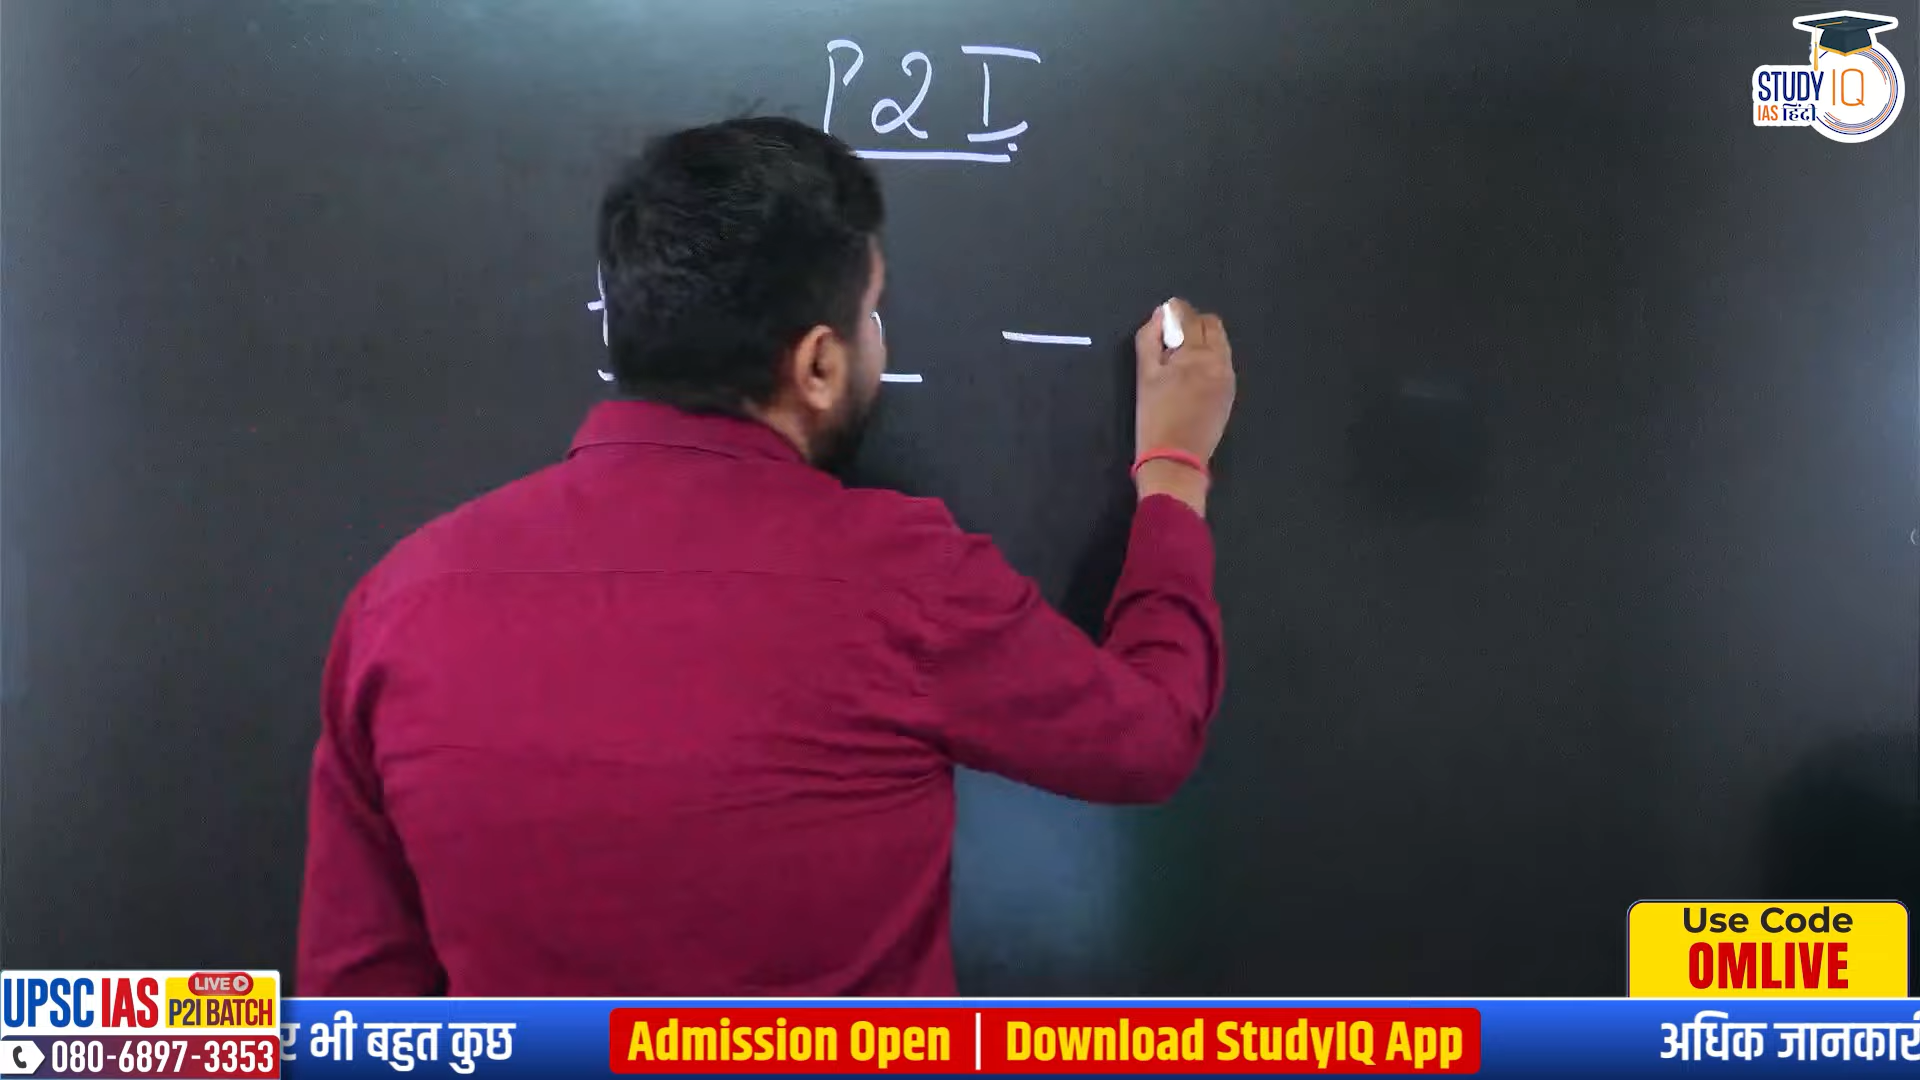 P2I
STUDY IQ
IAS हिंदी
Use Code
OMLIVE
UPSC IAS LIVE P2I BATCH
080-6897-3353
भी बहुत कुछ
Admission Open | Download StudyIQ App
अधिक